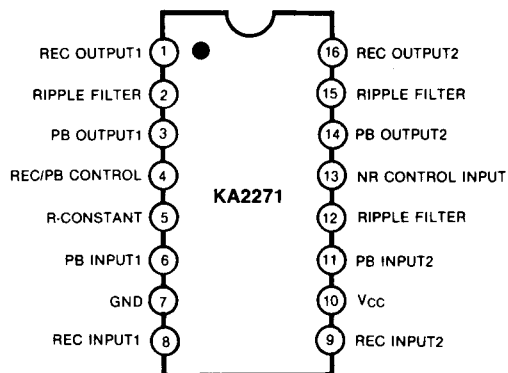 REC OUTPUT1 1 16 REC OUTPUT2
RIPPLE FILTER 2 15 RIPPLE FILTER
PB OUTPUT1 3 14 PB OUTPUT2
REC/PB CONTROL 4 13 NR CONTROL INPUT
KA2271
R-CONSTANT 5 12 RIPPLE FILTER
PB INPUT1 6 11 PB INPUT2
GND 7 10 VCC
REC INPUT1 8 9 REC INPUT2